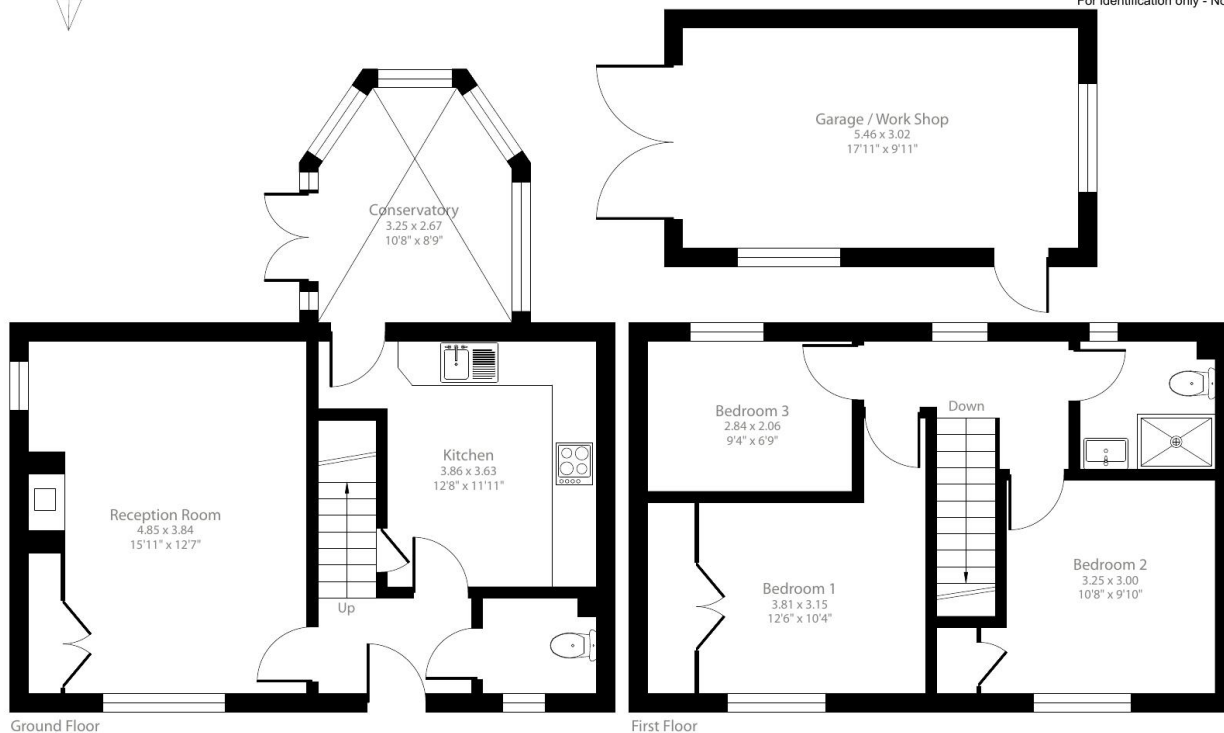 For identification only - No
Garage / Work Shop
5.46 x 3.02
17'11" x 9'11"
Conservatory
3.25 x 2.67
10'8" x 8'9"
Kitchen
3.86 x 3.63
12'8" x 11'11"
Reception Room
4.85 x 3.84
15'11" x 12'7"
Up
Ground Floor
Bedroom 3
2.84 x 2.06
9'4" x 6'9"
Down
Bedroom 1
3.81 x 3.15
12'6" x 10'4"
Bedroom 2
3.25 x 3.00
10'8" x 9'10"
First Floor